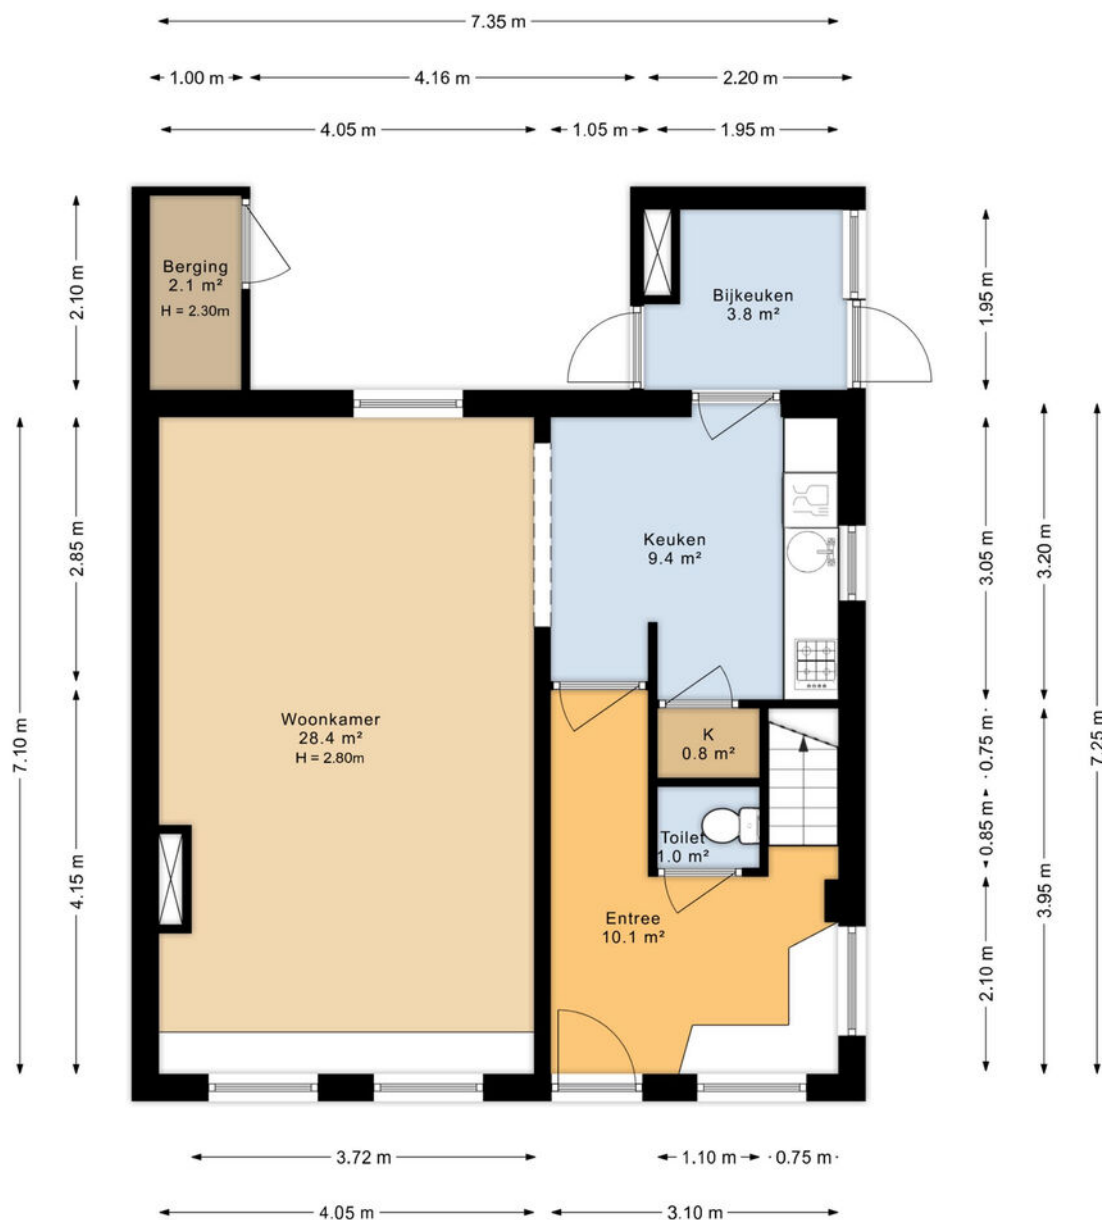 7.35 m
1.00 m
4.16 m
2.20 m
4.05 m
1.05 m
1.95 m
Berging
2.1 m²
H = 2.30m
Bijkeuken
3.8 m²
2.10 m
1.95 m
Keuken
9.4 m²
2.85 m
3.05 m
3.20 m
Woonkamer
28.4 m²
H = 2.80m
K
0.8 m²
7.10 m
0.75 m
7.25 m
Toilet
1.0 m²
0.85 m
4.15 m
3.95 m
Entree
10.1 m²
2.10 m
3.72 m
1.10 m
0.75 m
4.05 m
3.10 m